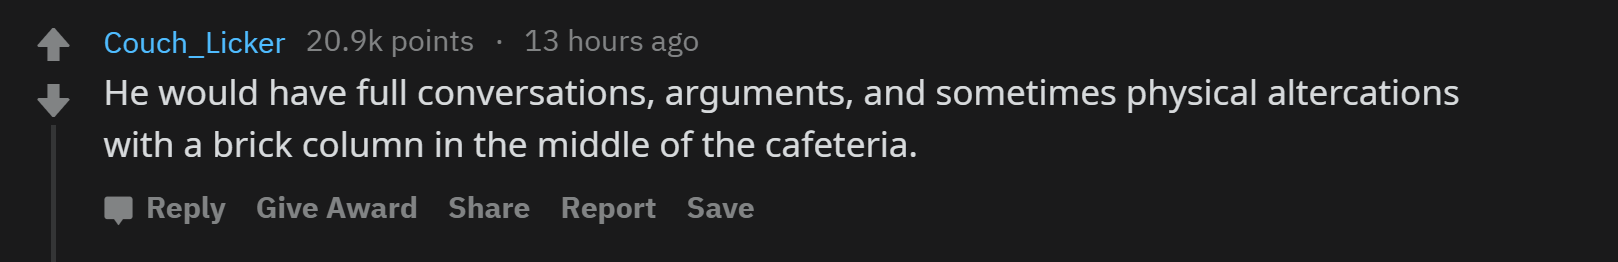 Couch_Licker 20.9k points · 13 hours ago
He would have full conversations, arguments, and sometimes physical altercations
with a brick column in the middle of the cafeteria.
Reply Give Award Share Report Save